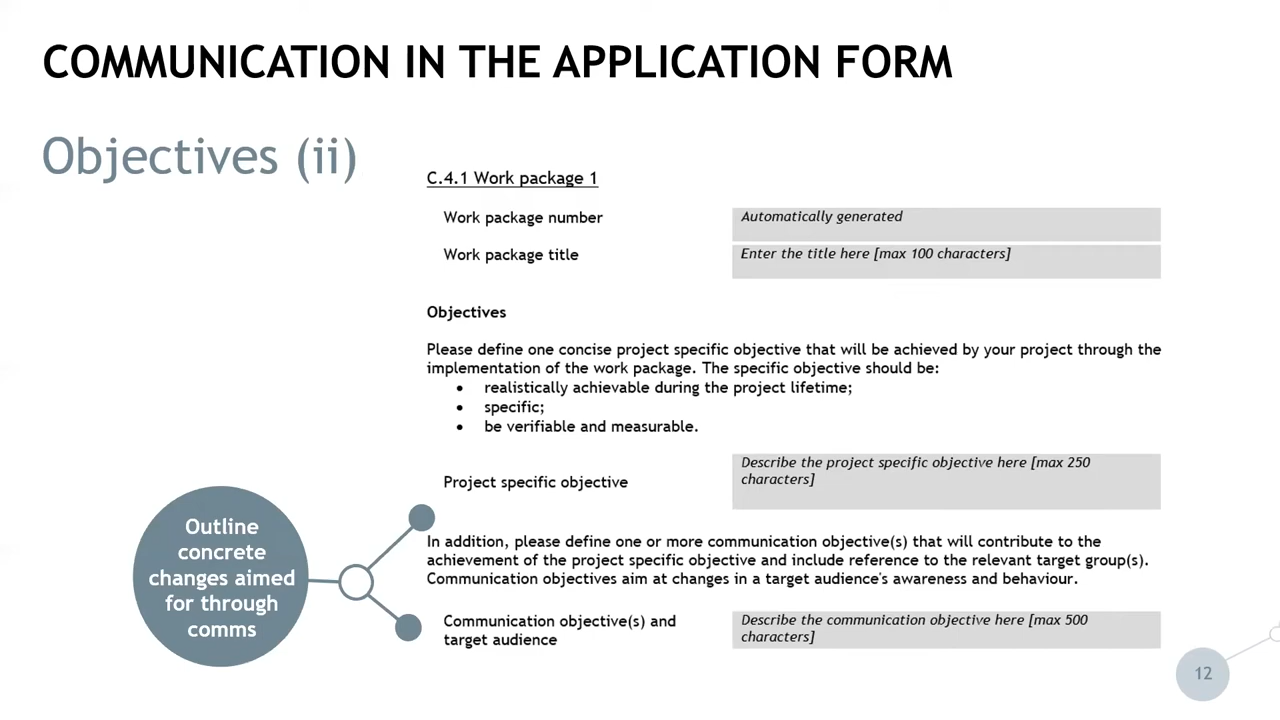 COMMUNICATION IN THE APPLICATION FORM
Objectives (ii)
C.4.1 Work package 1
Work package number
Automatically generated
Work package title
Enter the title here [max 100 characters]
Objectives
Please define one concise project specific objective that will be achieved by your project through the
implementation of the work package. The specific objective should be:
• realistically achievable during the project lifetime;
• specific;
• be verifiable and measurable.
Project specific objective
Describe the project specific objective here [max 250
characters]
Outline
concrete
changes aimed
for through
comms
In addition, please define one or more communication objective(s) that will contribute to the
achievement of the project specific objective and include reference to the relevant target group(s).
Communication objectives aim at changes in a target audience's awareness and behaviour.
Communication objective(s) and
target audience
Describe the communication objective here [max 500
characters]
12